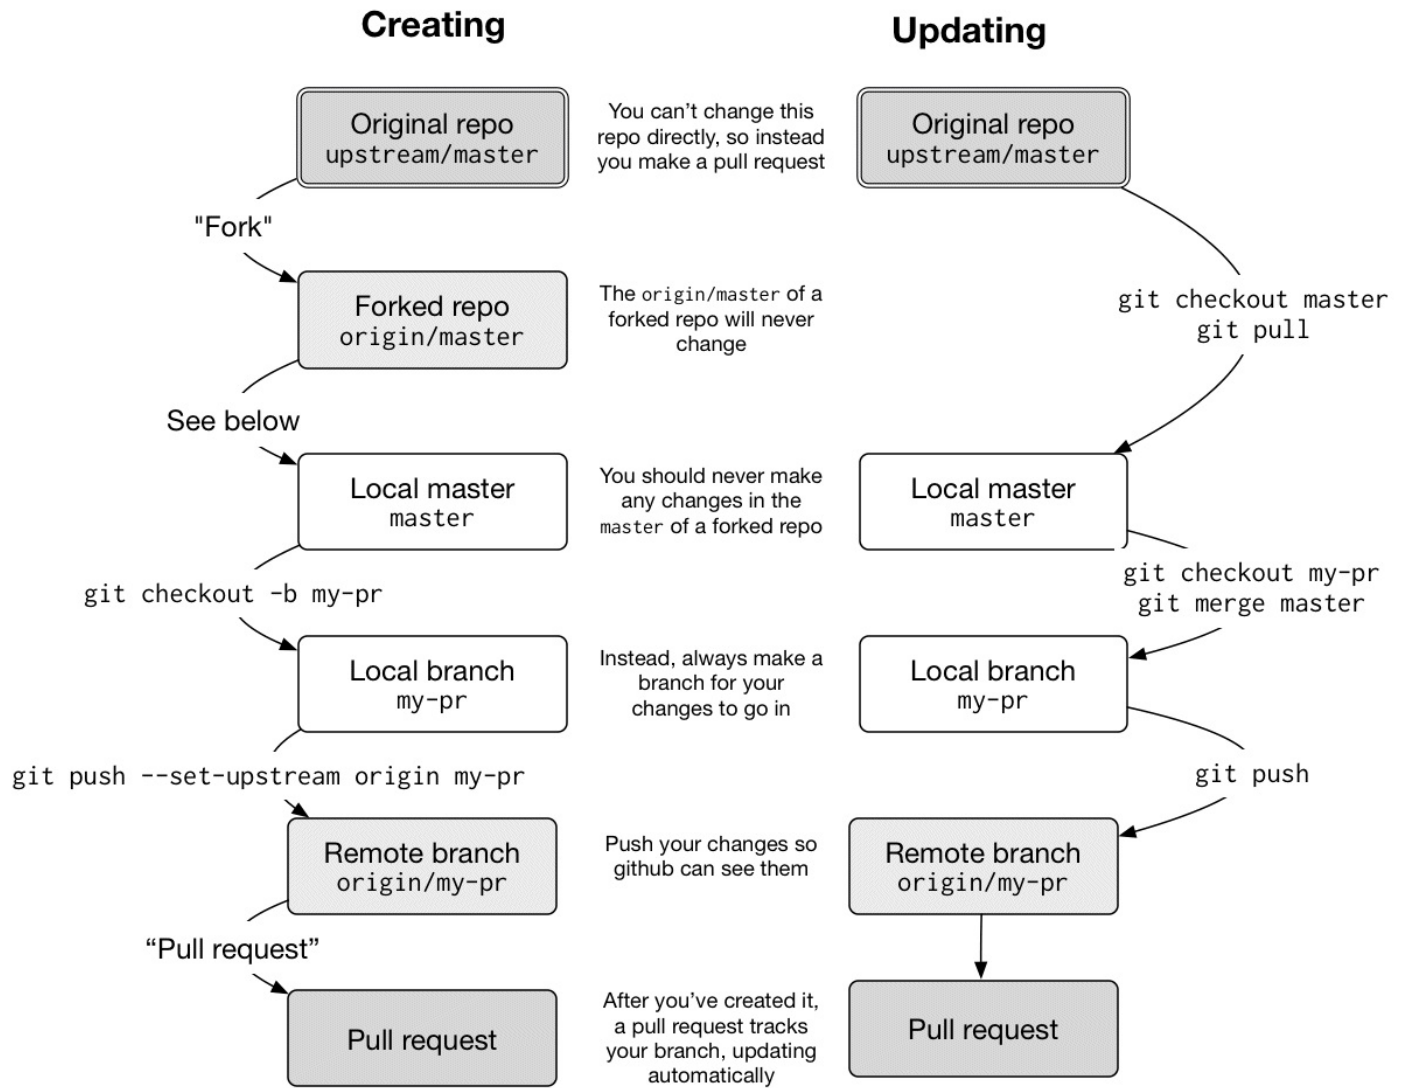 Creating
Updating
Original repo
upstream/master
You can’t change this
repo directly, so instead
you make a pull request
Original repo
upstream/master
"Fork"
Forked repo
origin/master
The origin/master of a
forked repo will never
change
git checkout master
git pull
See below
Local master
master
You should never make
any changes in the
master of a forked repo
Local master
master
git checkout -b my-pr
git checkout my-pr
git merge master
Local branch
my-pr
Instead, always make a
branch for your
changes to go in
Local branch
my-pr
git push --set-upstream origin my-pr
git push
Remote branch
origin/my-pr
Push your changes so
github can see them
Remote branch
origin/my-pr
“Pull request”
Pull request
After you’ve created it,
a pull request tracks
your branch, updating
automatically
Pull request